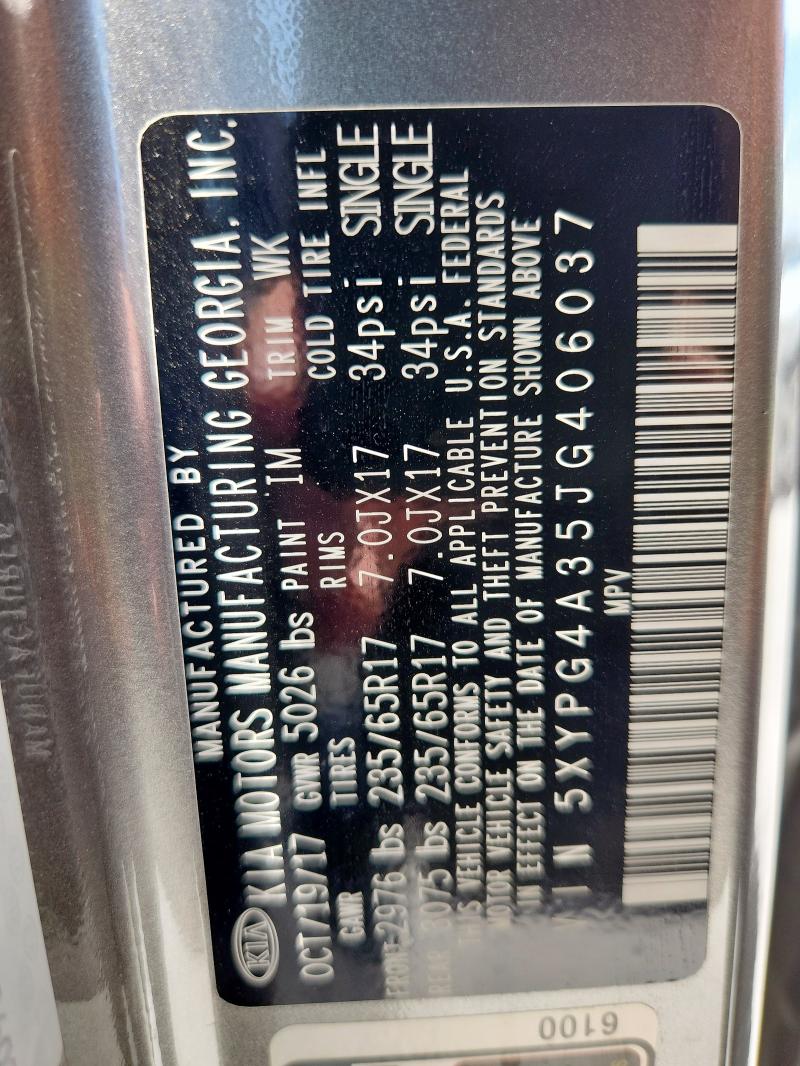 KIA
MANUFACTURED BY
KIA MOTORS MANUFACTURING GEORGIA, INC.
OCT/19/17 GVWR 5026 lbs PAINT IM TRIM WK
GAWR TIRES RIMS COLD TIRE INFL
FRONT 2976 lbs 235/65R17 7.0JX17 34psi SINGLE
REAR 3075 lbs 235/65R17 7.0JX17 34psi SINGLE
THIS VEHICLE CONFORMS TO ALL APPLICABLE U.S.A. FEDERAL
MOTOR VEHICLE SAFETY AND THEFT PREVENTION STANDARDS
IN EFFECT ON THE DATE OF MANUFACTURE SHOWN ABOVE
VIN 5XYPG4A35JG406037
MPV
6100